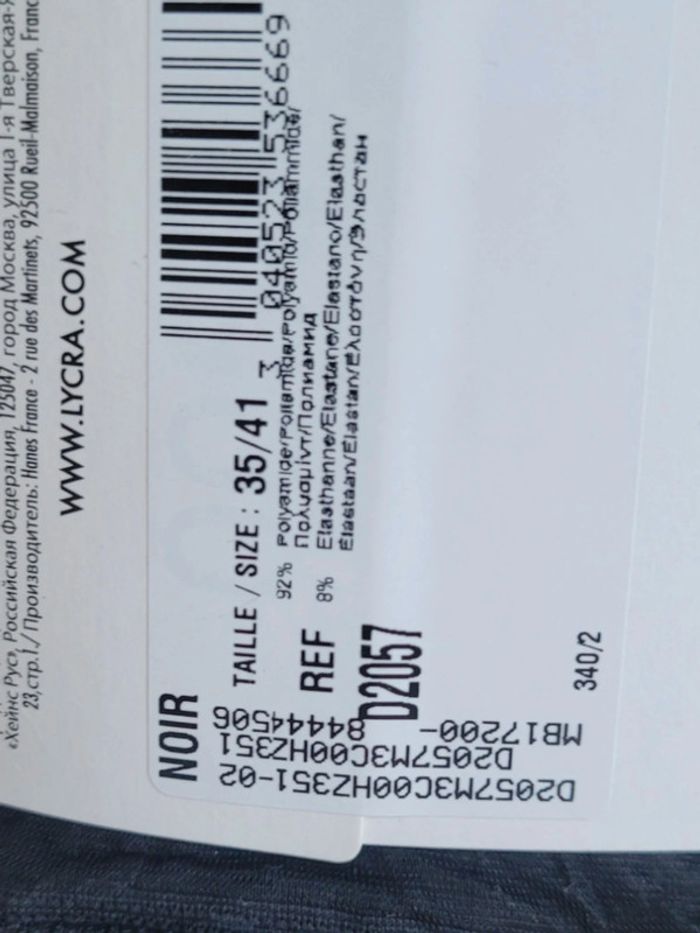 «Хейнс Рус», Российская Федерация, 125047, город Москва, улица 1-я Тверская-Я
23,стр.1./ Производитель: Hanes France - 2 rue des Martinets, 92500 Rueil-Malmaison, Franc
WWW.LYCRA.COM
NOIR
TAILLE / SIZE : 35/41
3 040523 536669
92% Polyamide/Poliamida/Polyamid/Poliammide/
Πολυαμίντ/Полиамид
REF
8% Elasthanne/Elastane/Elastano/Elasthan/
Elastaan/Elastan/Ελαστάνη/Эластан
D2057
340/2
D2057M3C00HZ351-02
D2057M3C00HZ351
MB17200-
84444506